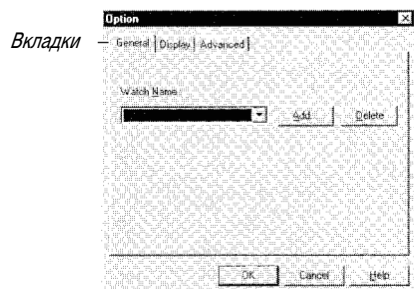 Option
Вкладки
General Display Advanced
Watch Name
Add Delete
OK Cancel Help